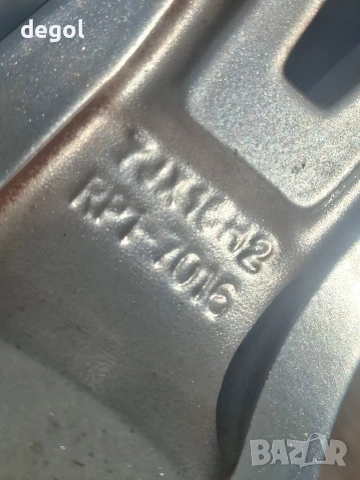 degol
7JX16H2
RP1-7016
BAZAR